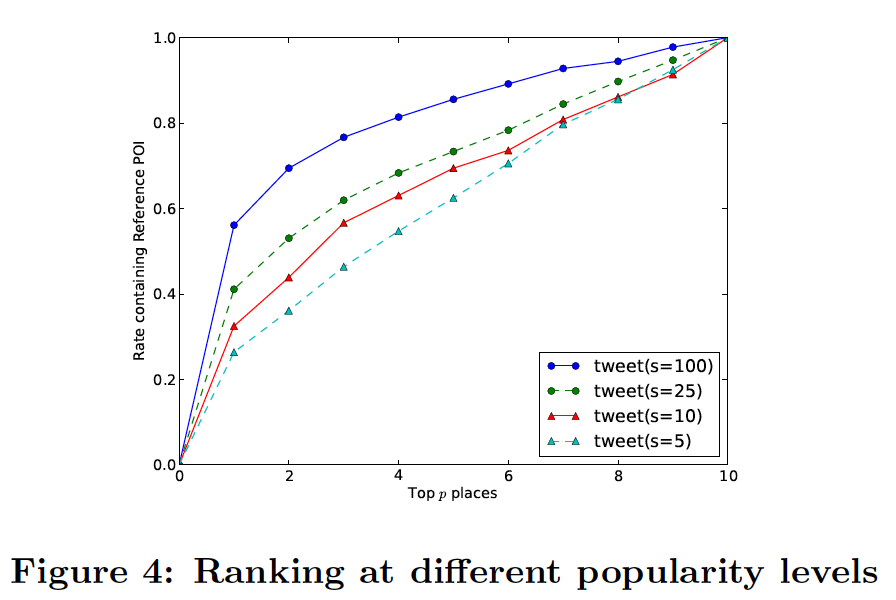 1.0
0.8
0.6
0.4
0.2
0.0
Rate containing Reference POI
tweet(s=100)
tweet(s=25)
tweet(s=10)
tweet(s=5)
0 2 4 6 8 10
Top p places
Figure 4: Ranking at different popularity levels